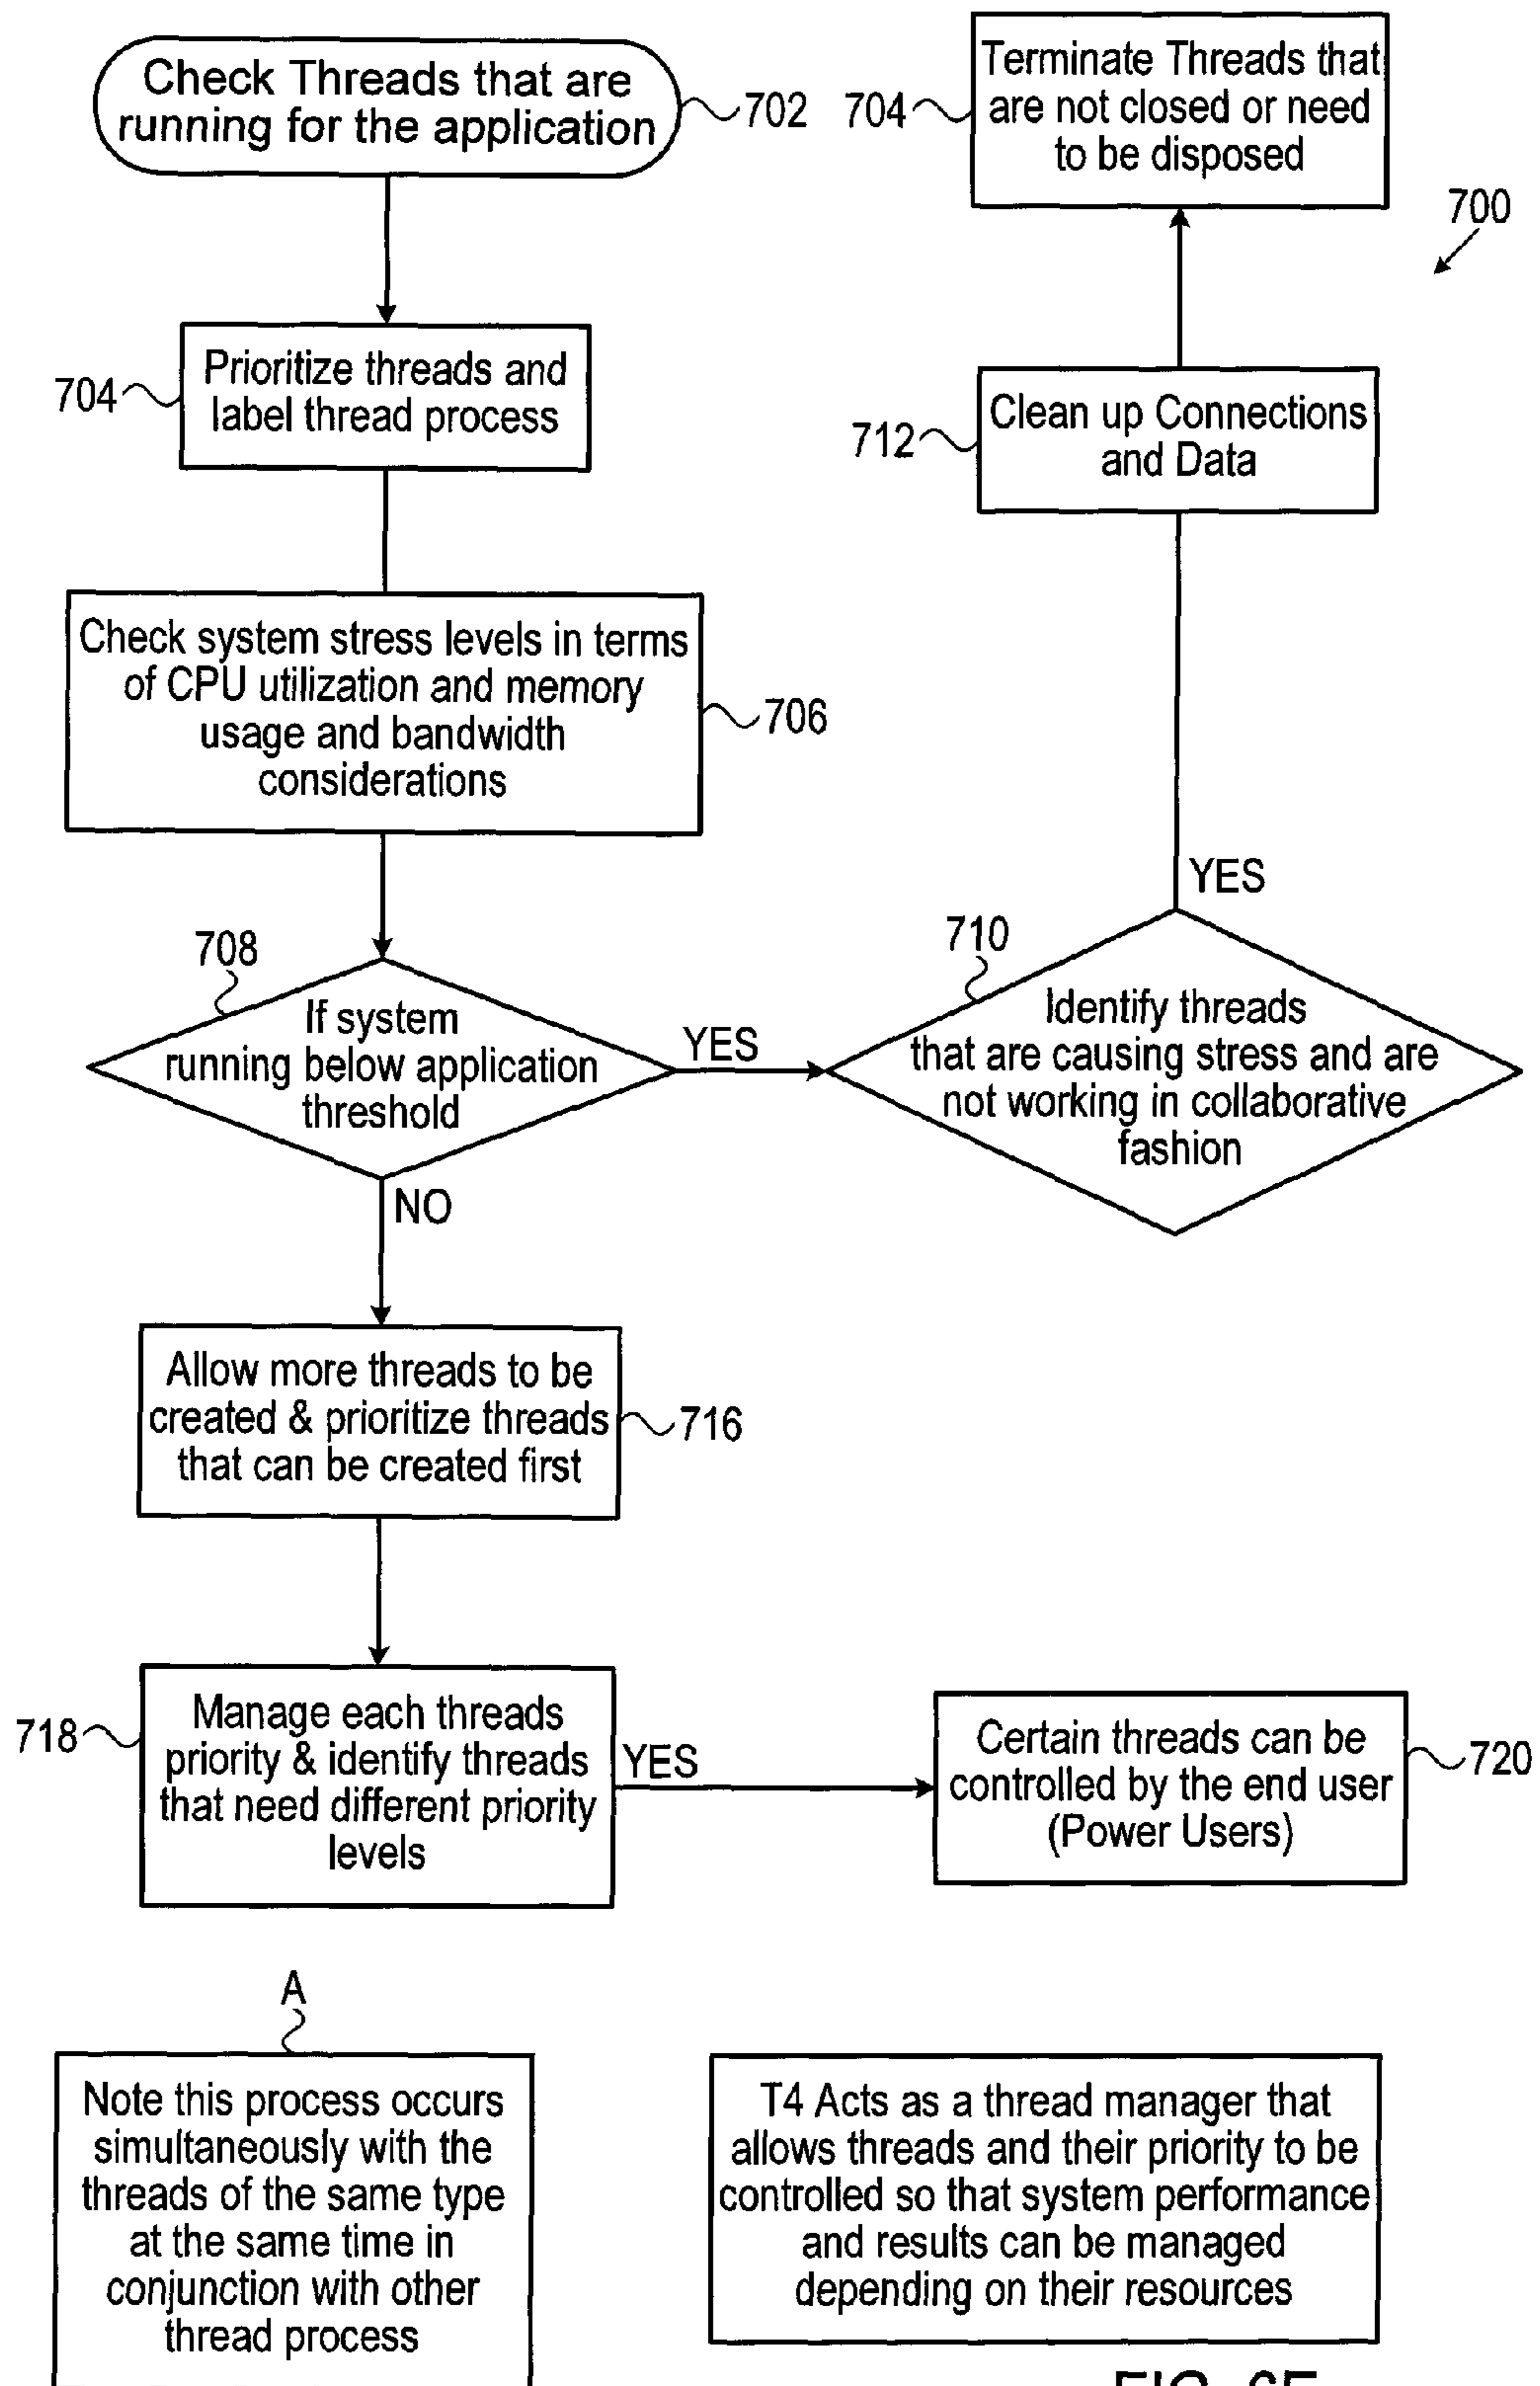 Check Threads that are
running for the application
702
704
Terminate Threads that
are not closed or need
to be disposed
700
704
Prioritize threads and
label thread process
712
Clean up Connections
and Data
Check system stress levels in terms
of CPU utilization and memory
usage and bandwidth
considerations
706
YES
708
If system
running below application
threshold
YES
710
Identify threads
that are causing stress and are
not working in collaborative
fashion
NO
Allow more threads to be
created & prioritize threads
that can be created first
716
718
Manage each threads
priority & identify threads
that need different priority
levels
YES
Certain threads can be
controlled by the end user
(Power Users)
720
A
Note this process occurs
simultaneously with the
threads of the same type
at the same time in
conjunction with other
thread process
T4 Acts as a thread manager that
allows threads and their priority to be
controlled so that system performance
and results can be managed
depending on their resources